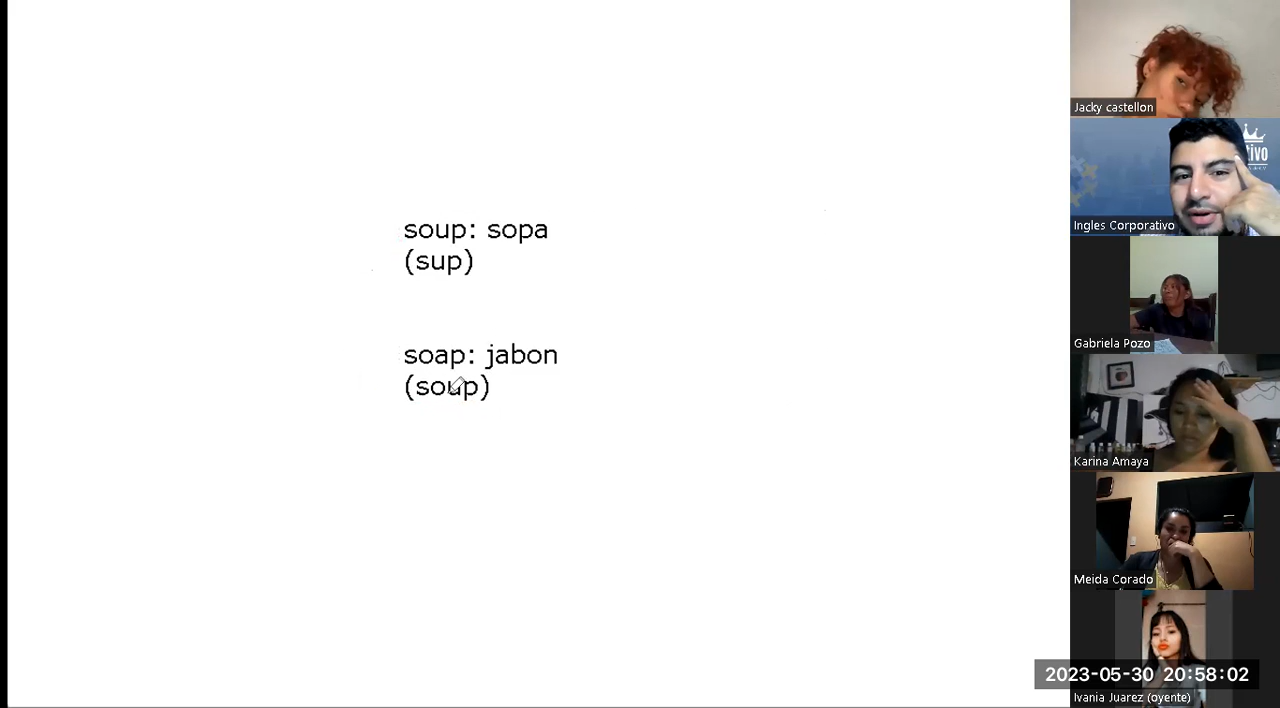 soup: sopa
(sup)
soap: jabon
(soup)
Jacky castellon
tivo
Ingles Corporativo
Gabriela Pozo
Karina Amaya
Meida Corado
2023-05-30 20:58:02
Ivania Juarez (oyente)